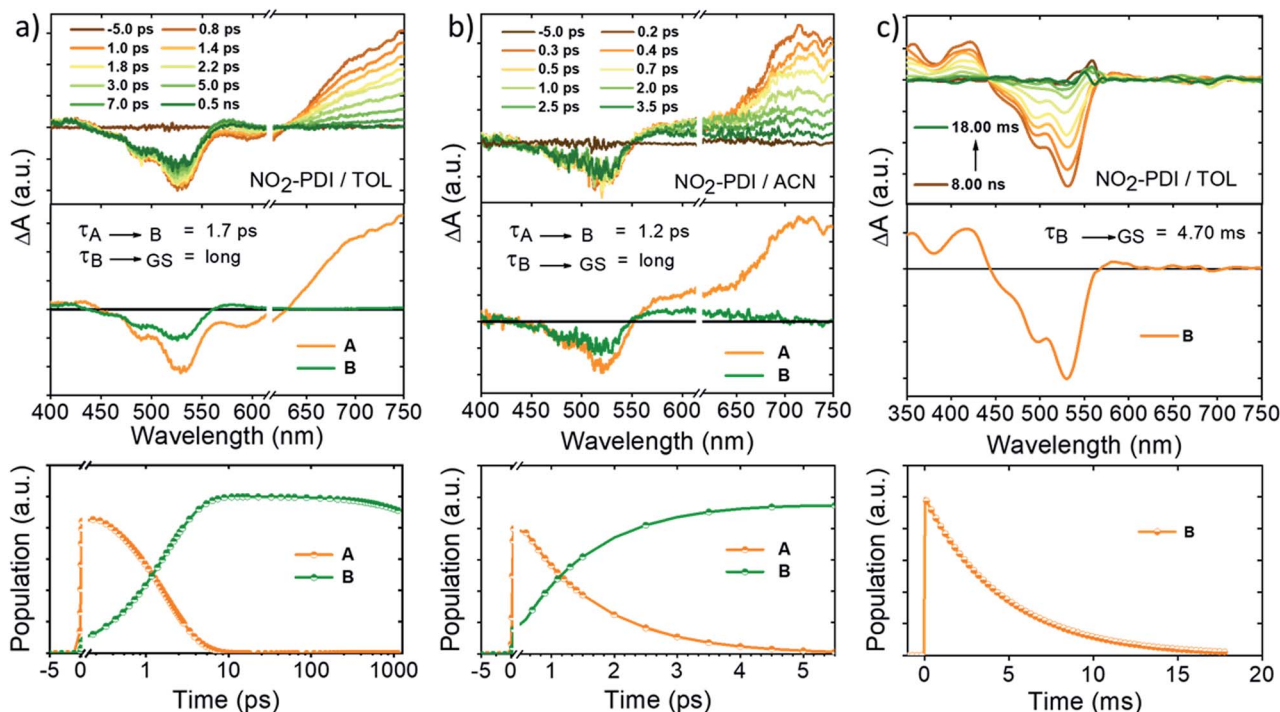 a)
-5.0 ps 0.8 ps
1.0 ps 1.4 ps
1.8 ps 2.2 ps
3.0 ps 5.0 ps
7.0 ps 0.5 ns
NO2-PDI / TOL
ΔA (a.u.)
τA → B = 1.7 ps
τB → GS = long
A
B
400 450 500 550 600 650 700 750
Wavelength (nm)
Population (a.u.)
A
B
-5 0 1 10 100 1000
Time (ps)
b)
-5.0 ps 0.2 ps
0.3 ps 0.4 ps
0.5 ps 0.7 ps
1.0 ps 2.0 ps
2.5 ps 3.5 ps
NO2-PDI / ACN
ΔA (a.u.)
τA → B = 1.2 ps
τB → GS = long
A
B
400 450 500 550 600 650 700 750
Wavelength (nm)
Population (a.u.)
A
B
-5 0 1 2 3 4 5
Time (ps)
c)
18.00 ms
8.00 ns
NO2-PDI / TOL
ΔA (a.u.)
τB → GS = 4.70 ms
B
350 400 450 500 550 600 650 700 750
Wavelength (nm)
Population (a.u.)
B
0 5 10 15 20
Time (ms)